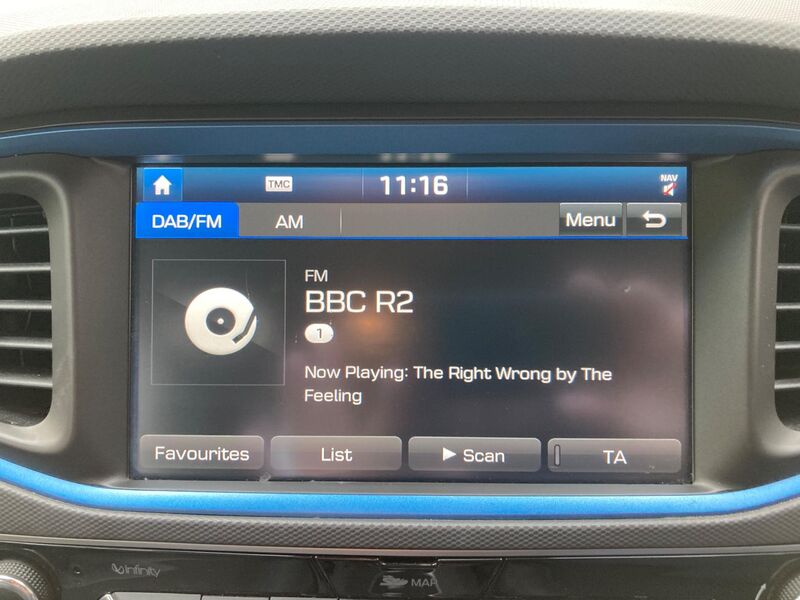 TMC 11:16 NAV
DAB/FM AM Menu
FM
BBC R2
1
Now Playing: The Right Wrong by The
Feeling
Favourites List Scan TA
Infinity MAP